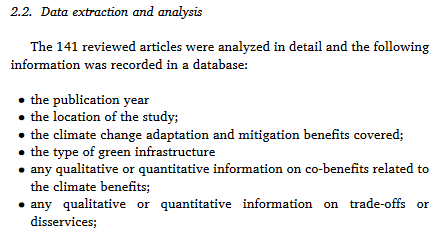 2.2. Data extraction and analysis
The 141 reviewed articles were analyzed in detail and the following
information was recorded in a database:
• the publication year
• the location of the study;
• the climate change adaptation and mitigation benefits covered;
• the type of green infrastructure
• any qualitative or quantitative information on co-benefits related to
the climate benefits;
• any qualitative or quantitative information on trade-offs or
disservices;